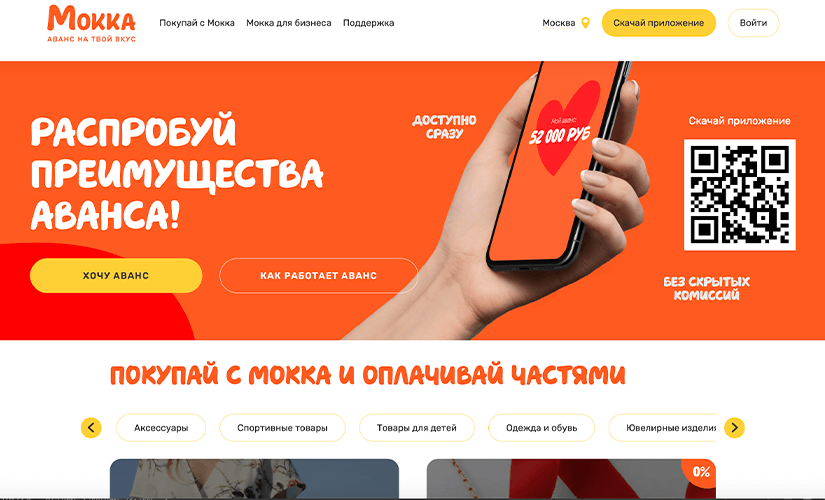 Мокка
АВАНС НА ТВОЙ ВКУС
Покупай с Мокка Мокка для бизнеса Поддержка Москва Скачай приложение Войти
РАСПРОБУЙ
ПРЕИМУЩЕСТВА
АВАНСА!
ХОЧУ АВАНС КАК РАБОТАЕТ АВАНС
ДОСТУПНО
СРАЗУ
Мой аванс:
52 000 РУБ
Скачай приложение
БЕЗ СКРЫТЫХ
КОМИССИЙ
ПОКУПАЙ С МОККА И ОПЛАЧИВАЙ ЧАСТЯМИ
Аксессуары Спортивные товары Товары для детей Одежда и обувь Ювелирные изделия
0%